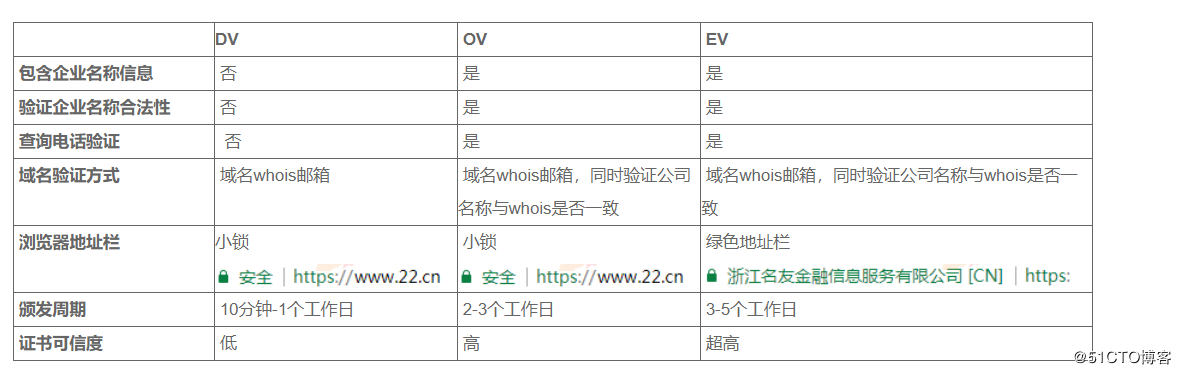 DV OV EV
包含企业名称信息 否 是 是
验证企业名称合法性 否 是 是
查询电话验证 否 是 是
域名验证方式 域名whois邮箱 域名whois邮箱，同时验证公司 域名whois邮箱，同时验证公司名称与whois是否一
名称与whois是否一致 致
浏览器地址栏 小锁 小锁 绿色地址栏
安全 | https://www.22.cn 安全 | https://www.22.cn 浙江名友金融信息服务有限公司 [CN] | https:
颁发周期 10分钟-1个工作日 2-3个工作日 3-5个工作日
证书可信度 低 高 超高
@51CTO博客